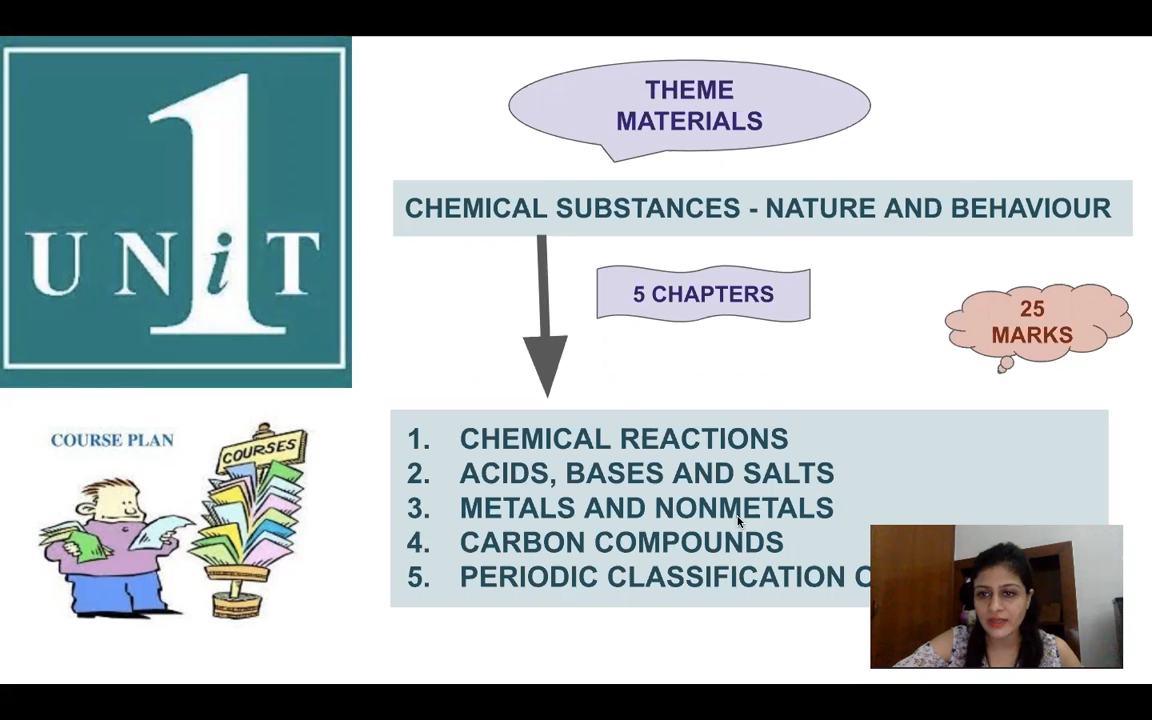 1
UNiT
THEME
MATERIALS
CHEMICAL SUBSTANCES - NATURE AND BEHAVIOUR
5 CHAPTERS
25
MARKS
COURSE PLAN
COURSES
1. CHEMICAL REACTIONS
2. ACIDS, BASES AND SALTS
3. METALS AND NONMETALS
4. CARBON COMPOUNDS
5. PERIODIC CLASSIFICATION